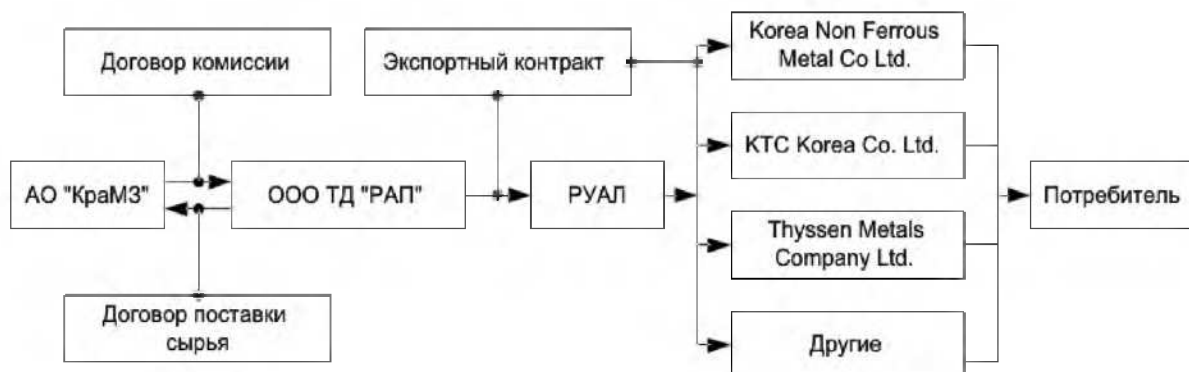 Договор комиссии
Экспортный контракт
Korea Non Ferrous
Metal Co Ltd.
KTC Korea Co. Ltd.
АО "КраМЗ"
ООО ТД "РАП"
РУАЛ
Потребитель
Thyssen Metals
Company Ltd.
Договор поставки
сырья
Другие